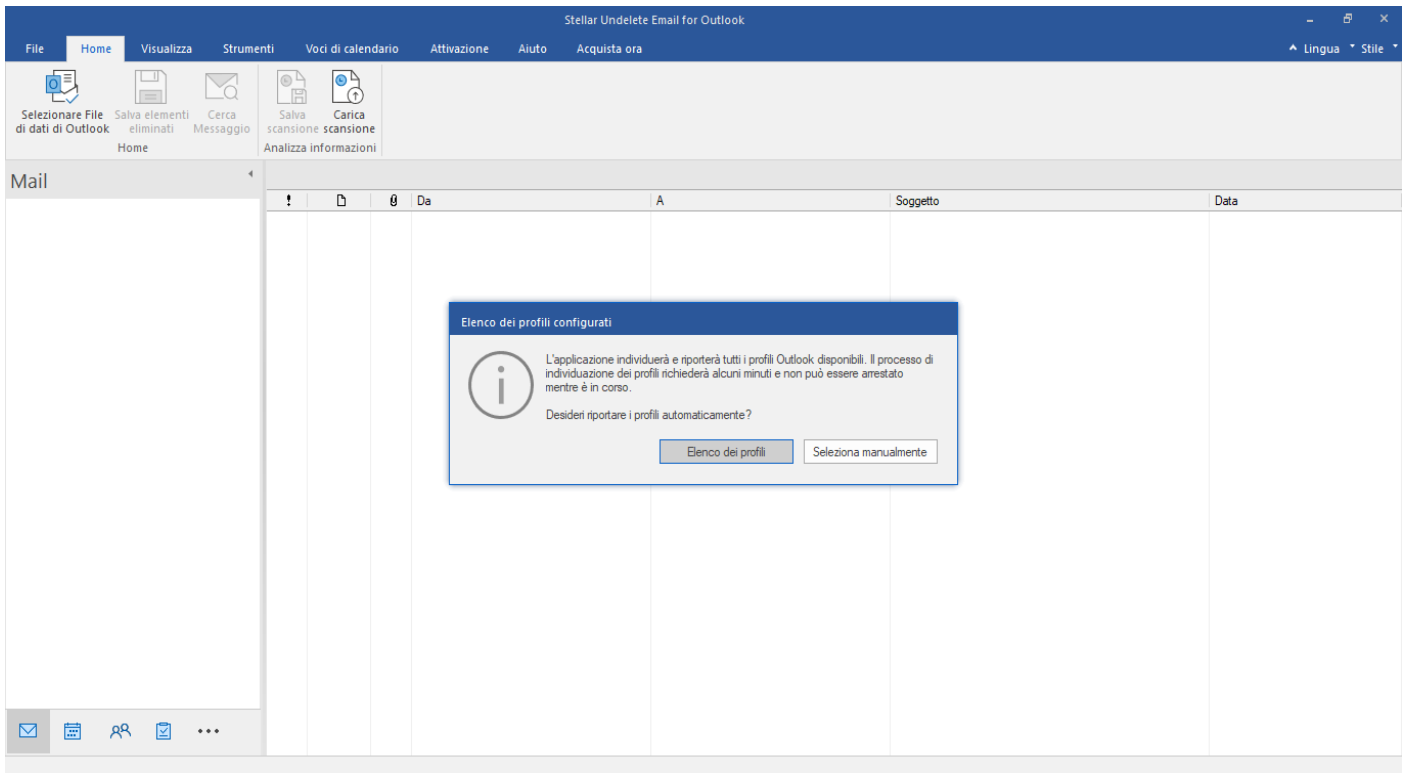 Stellar Undelete Email for Outlook
File Home Visualizza Strumenti Voci di calendario Attivazione Aiuto Acquista ora Lingua Stile
Selezionare File
di dati di Outlook
Salva elementi
eliminati
Cerca
Messaggio
Salva
scansione
Carica
scansione
Home
Analizza informazioni
Mail
Da A Soggetto Data
Elenco dei profili configurati
L'applicazione individuerà e riporterà tutti i profili Outlook disponibili. Il processo di
individuazione dei profili richiederà alcuni minuti e non può essere arrestato
mentre è in corso.
Desideri riportare i profili automaticamente?
Elenco dei profili Seleziona manualmente